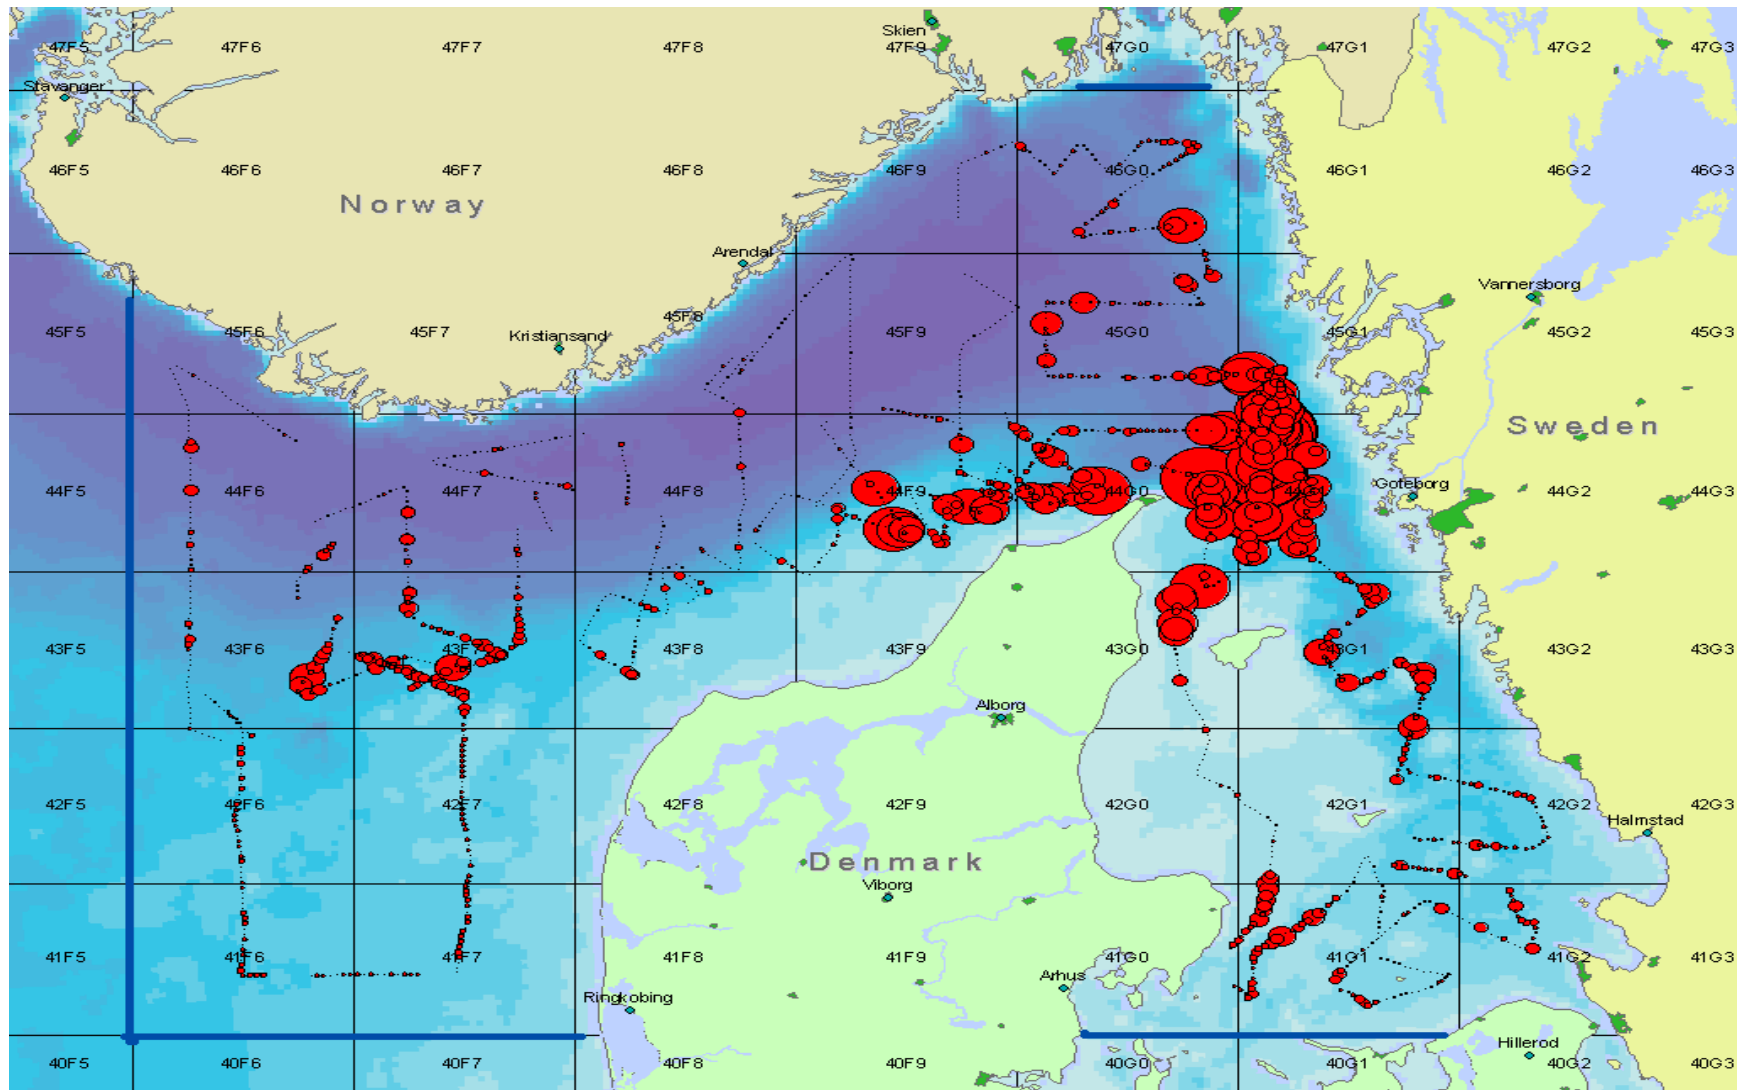 Skien
47F5 47F6 47F7 47F8 47F9 47G0 47G1 47G2 47G3
Stavanger
46F5 46F6 46F7 46F8 46F9 46G0 46G1 46G2 46G3
Norway
Arendal
Vannersborg
45F8
45F5 45F6 45F7 45F9 45G0 45G1 45G2 45G3
Kristiansand
Sweden
Goteborg
44F5 44F6 44F7 44F8 44F9 44G0 44G1 44G2 44G3
43F5 43F6 43F7 43F8 43F9 43G0 43G1 43G2 43G3
Alborg
42F5 42F6 42F7 42F8 42F9 42G0 42G1 42G2 42G3
Halmstad
Denmark
Viborg
41F5 41F6 41F7 41F8 41F9 41G0 41G1 41G2 41G3
Arhus
Ringkobing
Hillerod
40F5 40F6 40F7 40F8 40F9 40G0 40G1 40G2 40G3